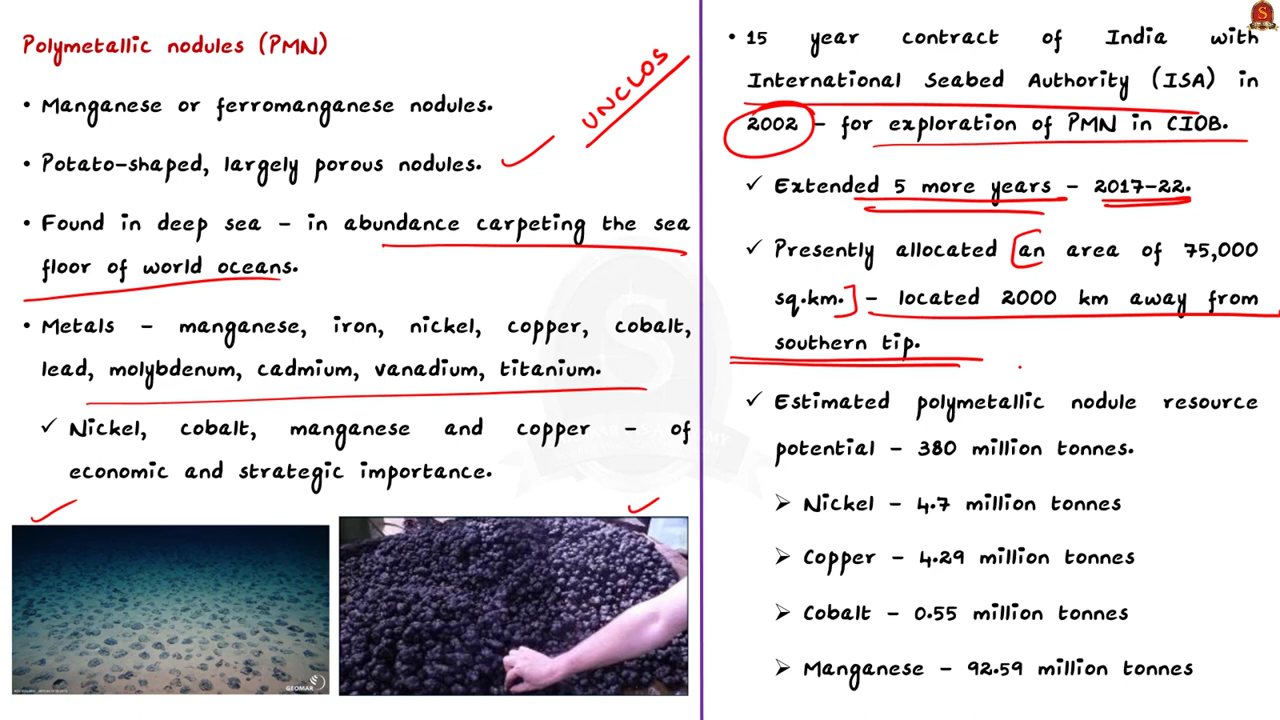 Polymetallic nodules (PMN)
• Manganese or ferromanganese nodules.
UNCLOS
• Potato-shaped, largely porous nodules.
• Found in deep sea – in abundance carpeting the sea
floor of world oceans.
• Metals – manganese, iron, nickel, copper, cobalt,
lead, molybdenum, cadmium, vanadium, titanium.
✓ Nickel, cobalt, manganese and copper – of
economic and strategic importance.
GEOMAR
• 15 year contract of India with
International Seabed Authority (ISA) in
2002 – for exploration of PMN in CIOB.
✓ Extended 5 more years – 2017-22.
✓ Presently allocated [an area of 75,000
sq.km.] – located 2000 km away from
southern tip.
✓ Estimated polymetallic nodule resource
potential – 380 million tonnes.
➢ Nickel – 4.7 million tonnes
➢ Copper – 4.29 million tonnes
➢ Cobalt – 0.55 million tonnes
➢ Manganese – 92.59 million tonnes